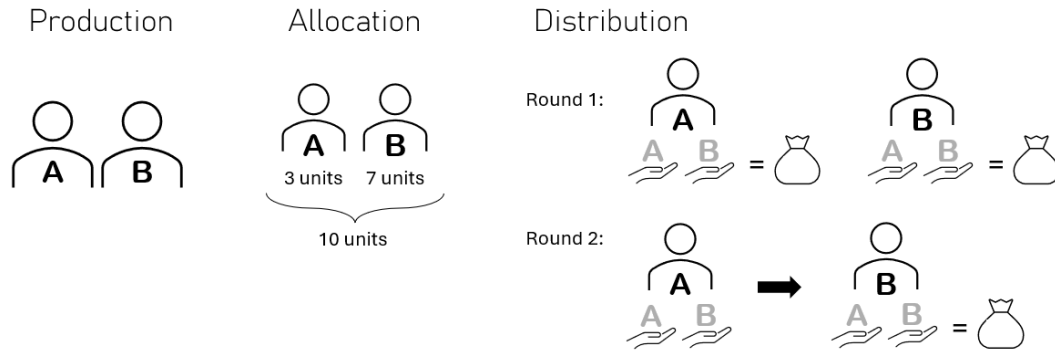 Production
Allocation
Distribution
A B
A B
3 units 7 units
10 units
Round 1:
A
A B =
B
A B =
Round 2:
A
A B
B
A B =